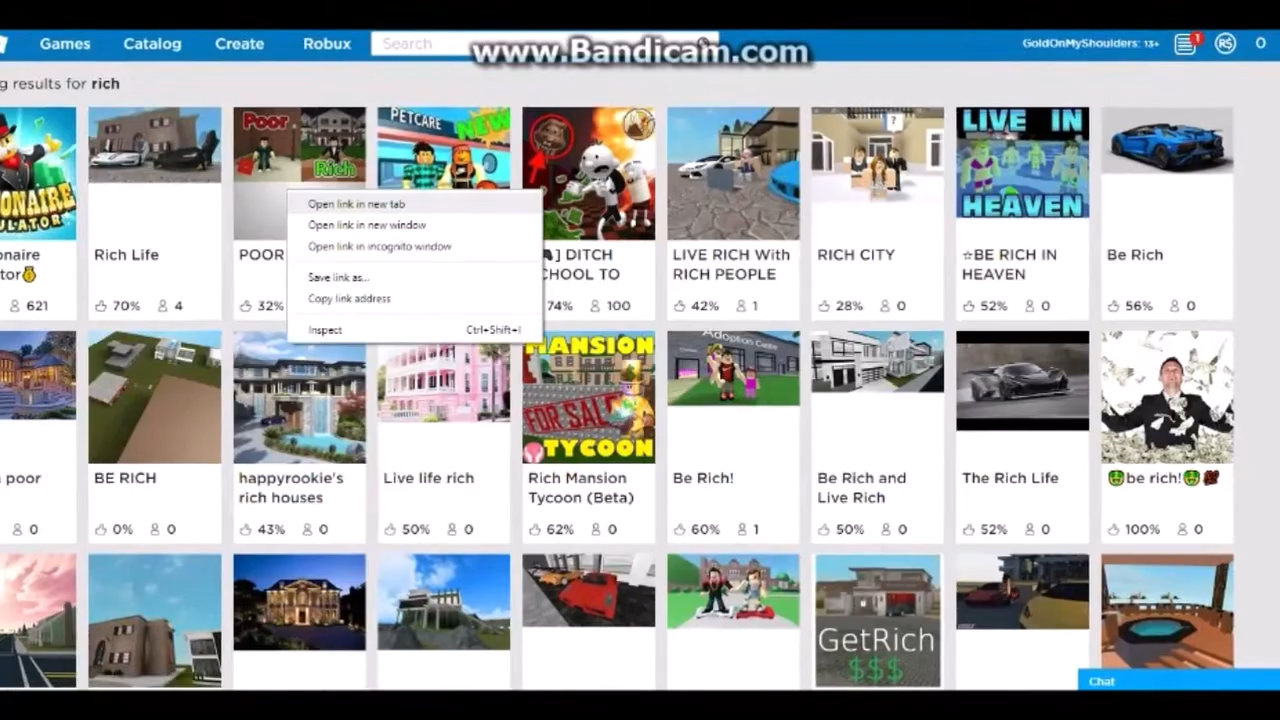 Games Catalog Create Robux Search
www.Bandicam.com
GoldOnMyShoulders: 13+ 1 R$ 0
g results for rich
Poor
Rich
PETCARE NEW
LIVE IN
HEAVEN
ONAIRE
ULATOR
Open link in new tab
Open link in new window
Open link in incognito window
Save link as...
Copy link address
Inspect Ctrl+Shift+I
naire
tor💰
621
Rich Life
70% 4
POOR
32%
] DITCH
CHOOL TO
74% 100
LIVE RICH With
RICH PEOPLE
42% 1
RICH CITY
28% 0
☆BE RICH IN
HEAVEN
52% 0
Be Rich
56% 0
MANSION
FOR SALE
TYCOON
Adoption Center
poor
0
BE RICH
0% 0
happyrookie's
rich houses
43% 0
Live life rich
50% 0
Rich Mansion
Tycoon (Beta)
62% 0
Be Rich!
60% 1
Be Rich and
Live Rich
50% 0
The Rich Life
52% 0
🤑be rich!🤑💯
100% 0
GetRich
$$$
Chat